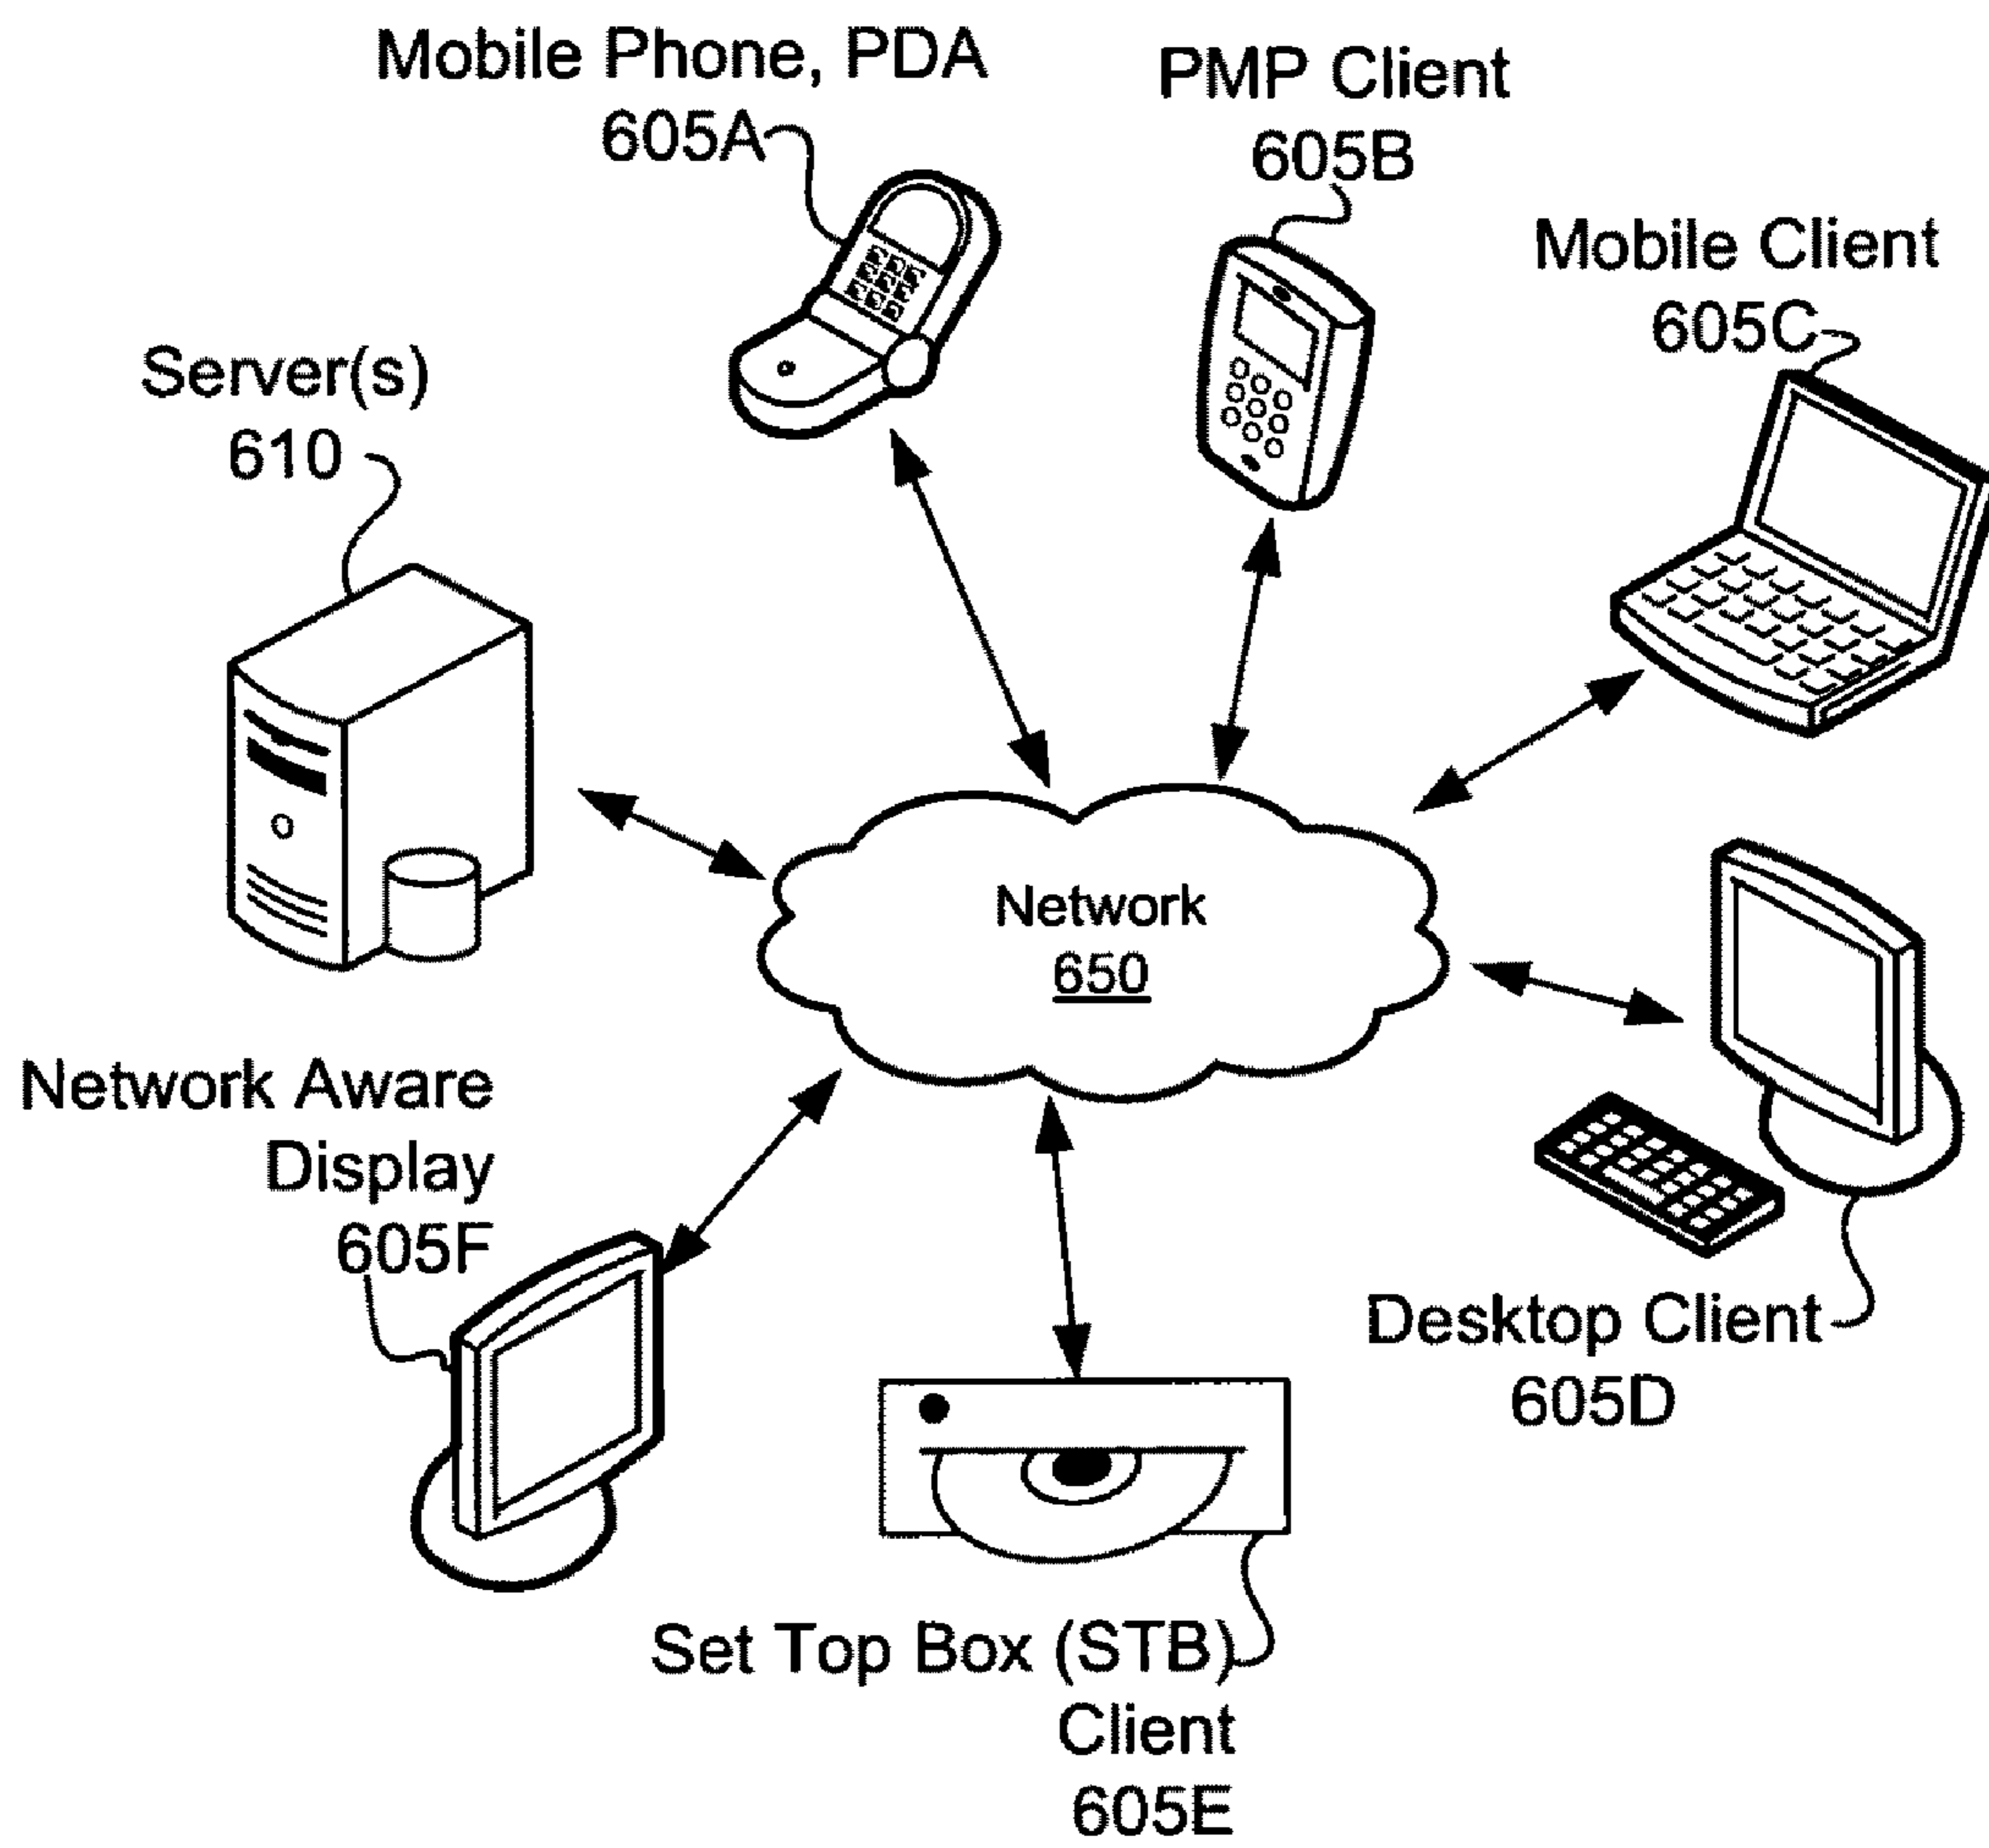 Mobile Phone, PDA
605A
PMP Client
605B
Mobile Client
605C
Server(s)
610
Network
650
Network Aware
Display
605F
Desktop Client
605D
Set Top Box (STB)
Client
605E